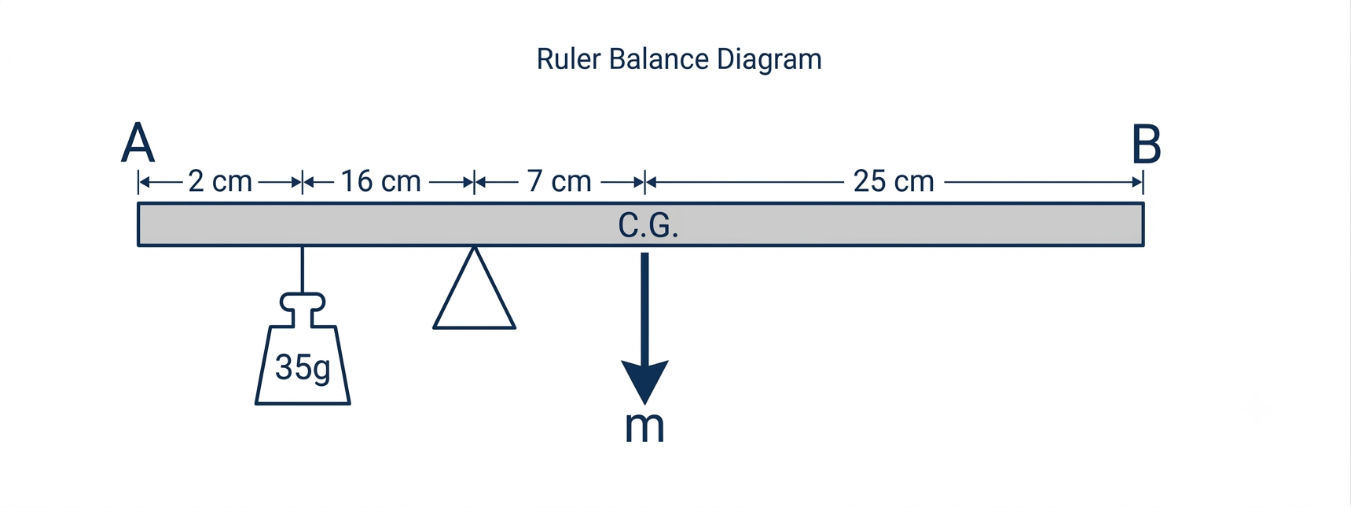 Ruler Balance Diagram
A B
2 cm 16 cm 7 cm 25 cm
C.G.
35g
m